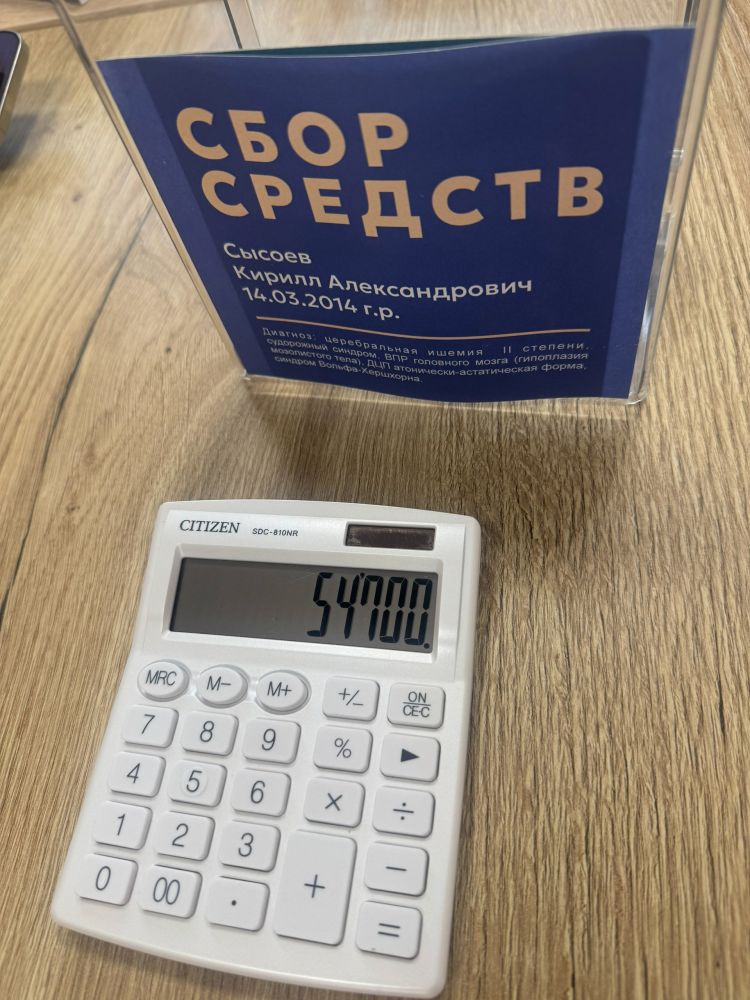 СБОР
СРЕДСТВ
Сысоев
Кирилл Александрович
14.03.2014 г.р.
Диагноз: церебральная ишемия II степени,
судорожный синдром, ВПР головного мозга (гипоплазия
мозолистого тела), ДЦП атонически-астатическая форма,
синдром Вольфа-Хершхорна.
CITIZEN SDC-810NR
54700.
MRC M− M+ +/− ON
CE·C
7 8 9 % ▶
4 5 6 × ÷
1 2 3 + −
0 00 . =